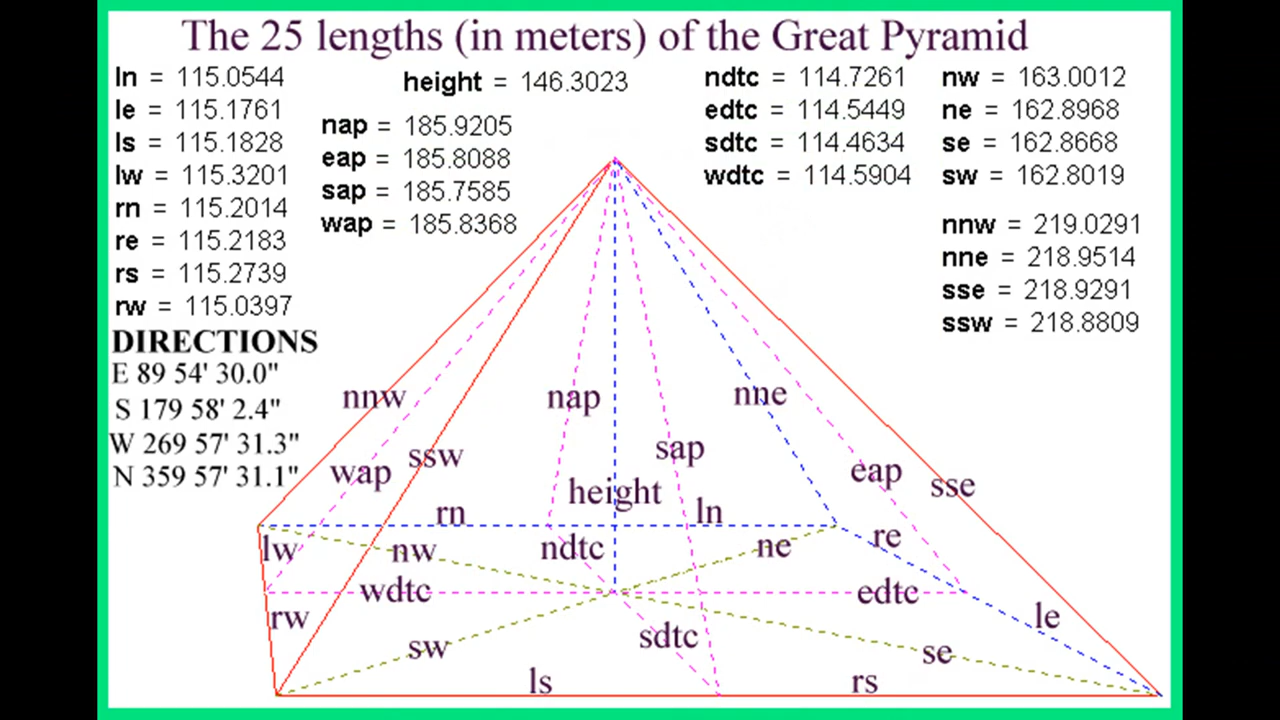 The 25 lengths (in meters) of the Great Pyramid
ln = 115.0544
le = 115.1761
ls = 115.1828
lw = 115.3201
rn = 115.2014
re = 115.2183
rs = 115.2739
rw = 115.0397
DIRECTIONS
E 89 54' 30.0"
S 179 58' 2.4"
W 269 57' 31.3"
N 359 57' 31.1"
height = 146.3023
nap = 185.9205
eap = 185.8088
sap = 185.7585
wap = 185.8368
ndtc = 114.7261
edtc = 114.5449
sdtc = 114.4634
wdtc = 114.5904
nw = 163.0012
ne = 162.8968
se = 162.8668
sw = 162.8019
nnw = 219.0291
nne = 218.9514
sse = 218.9291
ssw = 218.8809
nnw
nap
nne
wap
ssw
sap
eap
sse
height
rn
ln
lw
nw
ndtc
ne
re
wdtc
edtc
rw
sw
sdtc
se
le
ls
rs